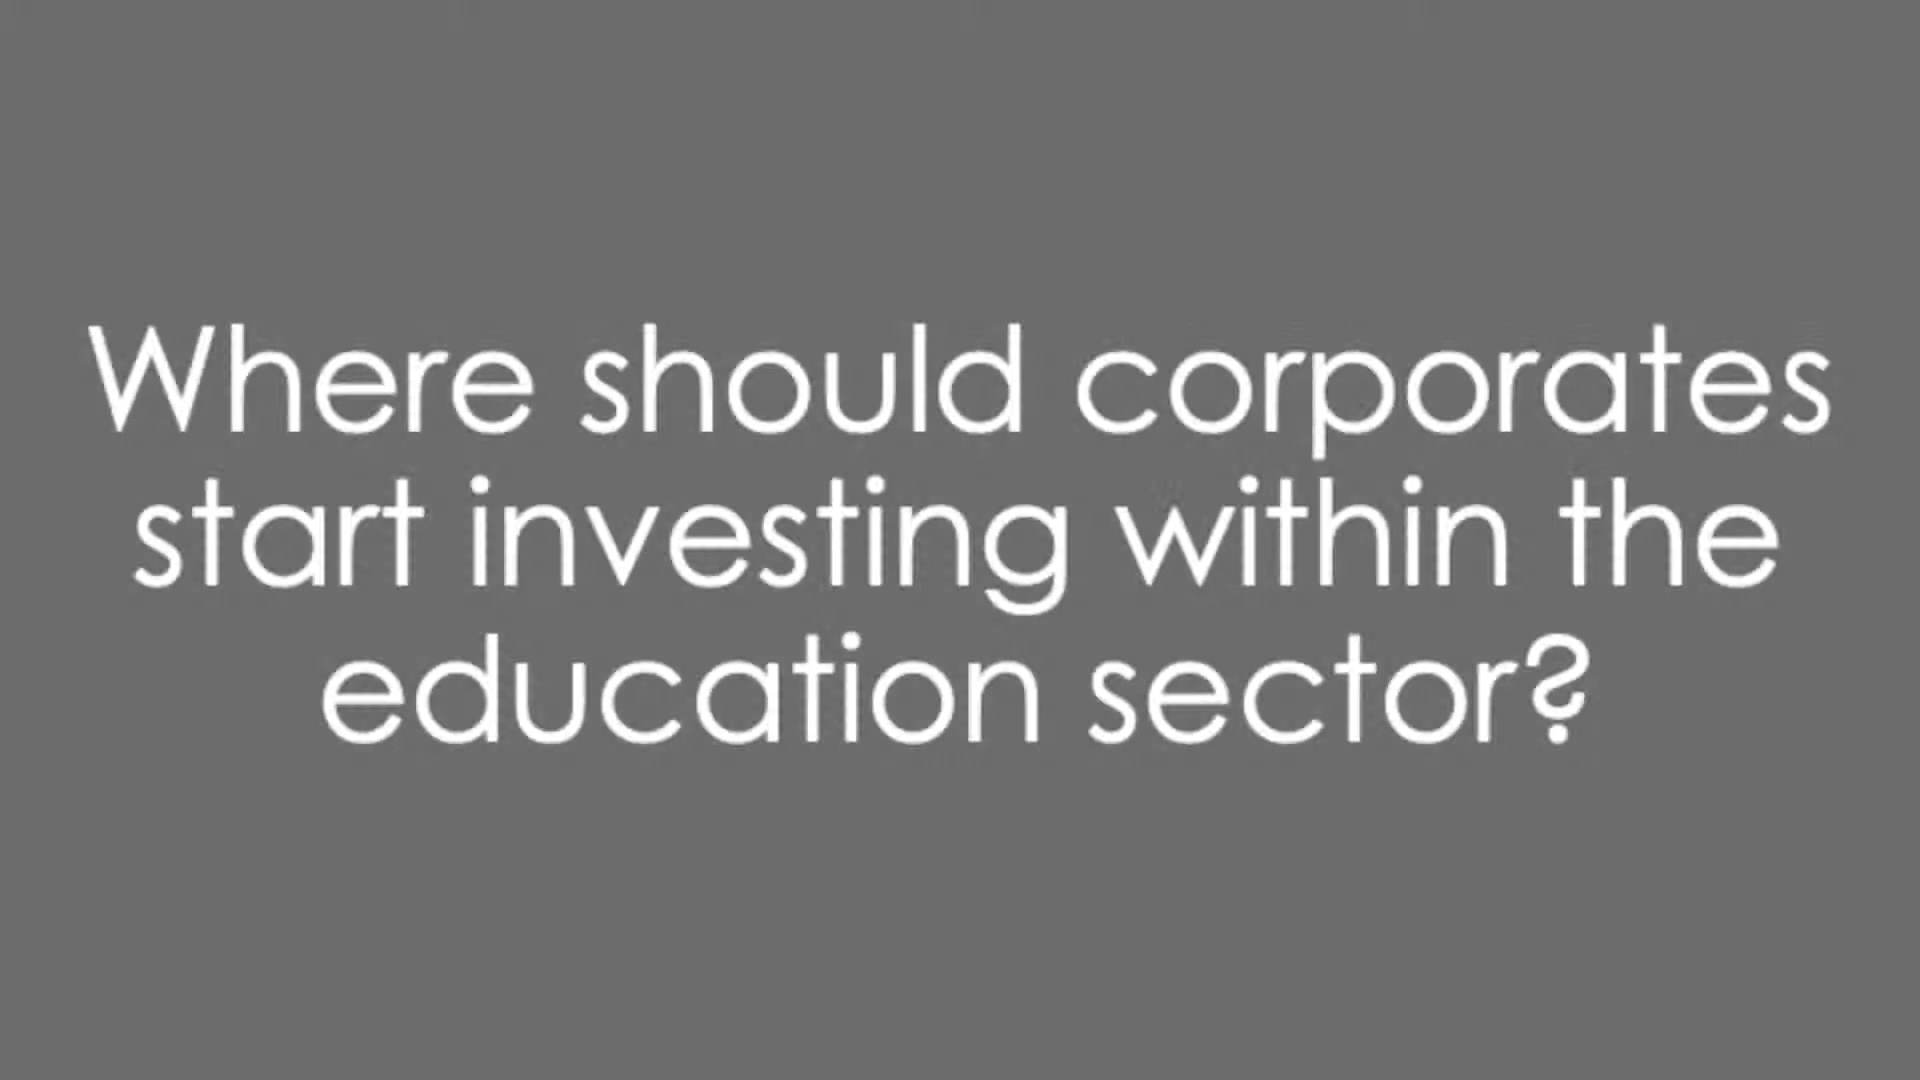 Where should corporates
start investing within the
education sector?